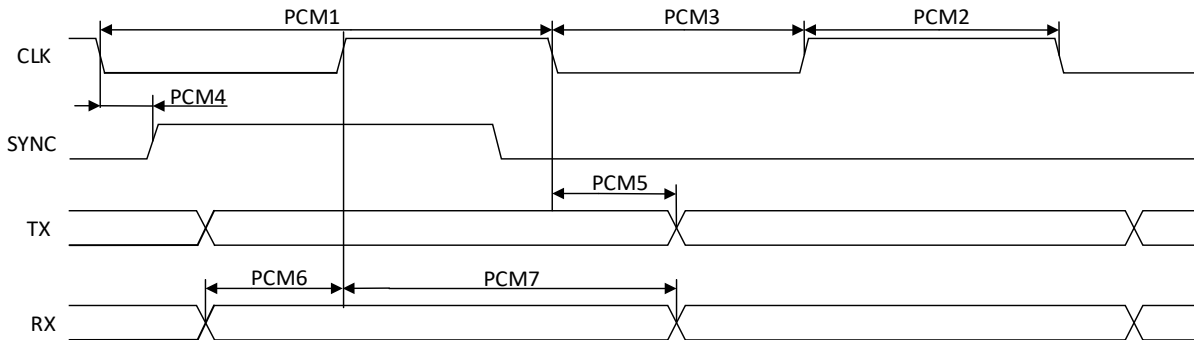 PCM1 PCM3 PCM2
CLK
PCM4
SYNC
PCM5
TX
PCM6 PCM7
RX